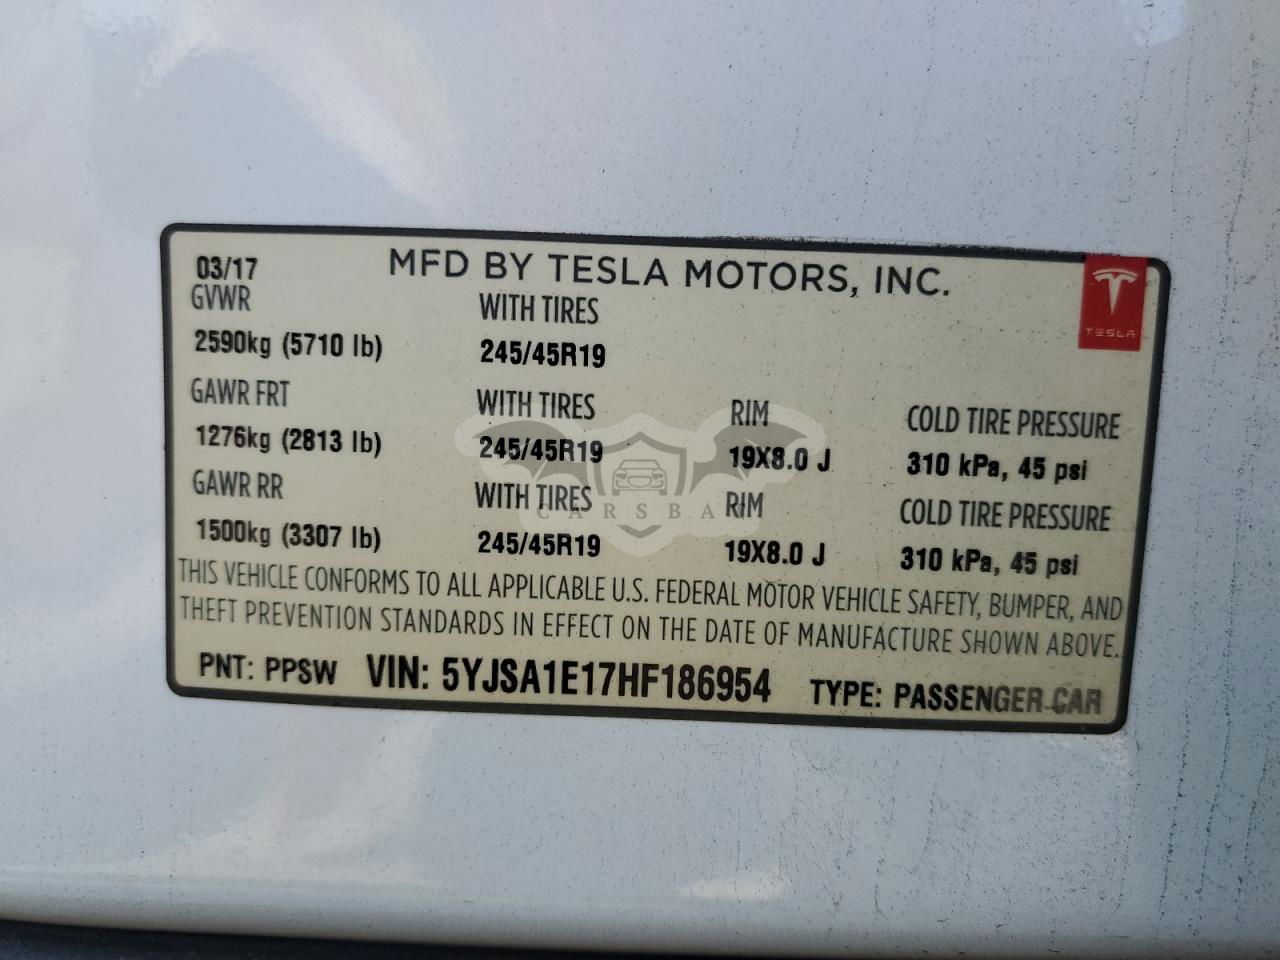 03/17 MFD BY TESLA MOTORS, INC.
TESLA
GVWR WITH TIRES
2590kg (5710 lb) 245/45R19
GAWR FRT WITH TIRES RIM COLD TIRE PRESSURE
1276kg (2813 lb) 245/45R19 19X8.0 J 310 kPa, 45 psi
GAWR RR WITH TIRES RIM COLD TIRE PRESSURE
CARSBA
1500kg (3307 lb) 245/45R19 19X8.0 J 310 kPa, 45 psi
THIS VEHICLE CONFORMS TO ALL APPLICABLE U.S. FEDERAL MOTOR VEHICLE SAFETY, BUMPER, AND
THEFT PREVENTION STANDARDS IN EFFECT ON THE DATE OF MANUFACTURE SHOWN ABOVE.
PNT: PPSW VIN: 5YJSA1E17HF186954 TYPE: PASSENGER CAR